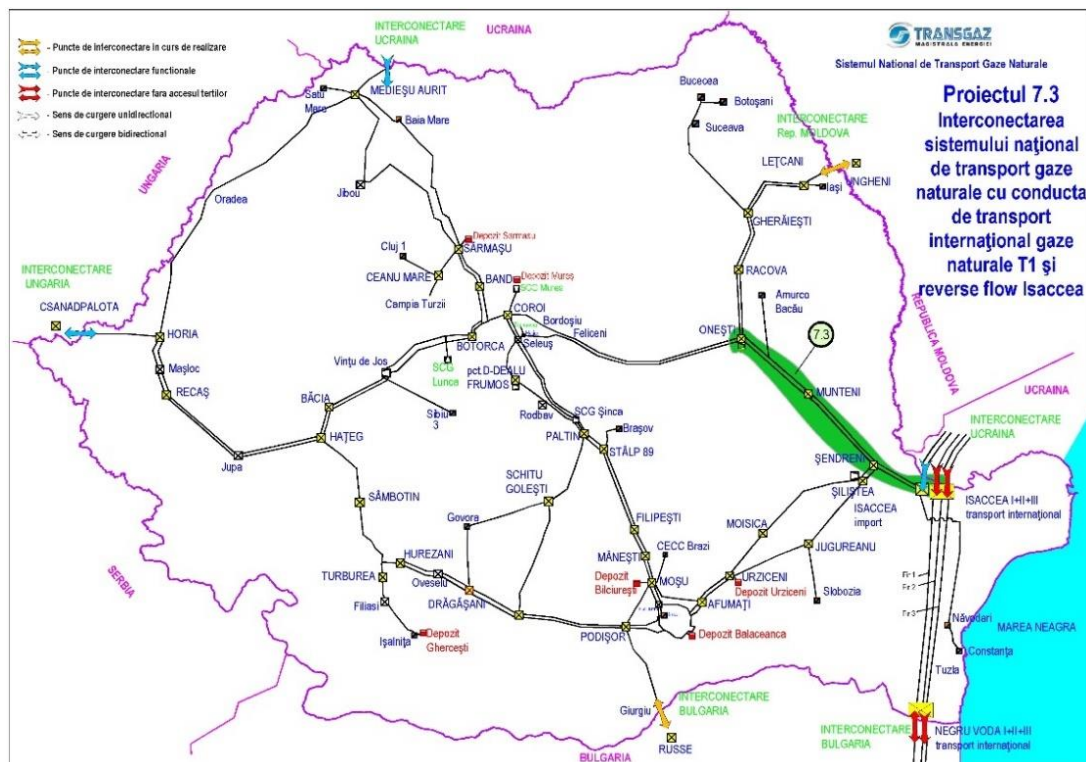 - Puncte de interconectare in curs de realizare
- Puncte de interconectare functionale
- Puncte de interconectare fara accesul tertilor
- Sens de curgere unidirectional
- Sens de curgere bidirectional
INTERCONECTARE
UCRAINA
UCRAINA
TRANSGAZ
MAGISTRALA ENERGIEI
Sistemul National de Transport Gaze Naturale
Proiectul 7.3
Interconectarea
sistemului naţional
de transport gaze
naturale cu conducta
de transport
internaţional gaze
naturale T1 şi
reverse flow Isaccea
MEDIEŞU AURIT
Satu
Mare
Baia Mare
Bucecea
Botoşani
Suceava
INTERCONECTARE
Rep. MOLDOVA
LEŢCANI
UNGHENI
Iaşi
UNGARIA
Oradea
Jibou
GHERĂIEŞTI
Depozit Sarmasu
SĂRMAŞU
Cluj 1
CEANU MARE
Campia Turzii
BAND
Depozit Mureş
SCG Mures
RACOVA
INTERCONECTARE
UNGARIA
CSANADPALOTA
COROI
Bordoşiu
Feliceni
Amurco
Bacău
REPUBLICA MOLDOVA
HORIA
ONEŞTI
7.3
BOTORCA
Seleuş
Maşloc
Vinţu de Jos
SCG
Lunca
pct.D-DEALU
FRUMOS
RECAŞ
MUNTENI
UCRAINA
BĂCIA
Sibiu
3
Rodbav
SCG Şinca
Braşov
INTERCONECTARE
UCRAINA
HAŢEG
PALTIN
STÂLP 89
Jupa
ŞENDRENI
SCHITU
GOLEŞTI
ŞILIŞTEA
SÂMBOTIN
ISACCEA
import
ISACCEA I+II+III
transport internaţional
Govora
FILIPEŞTI
MOISICA
CECC Brazi
JUGUREANU
SERBIA
HUREZANI
MĂNEŞTI
TURBUREA
Oveselu
Depozit
Bilciureşti
MOŞU
URZICENI
Depozit Urziceni
Fir1
Fir2
DRĂGĂŞANI
Filiasi
AFUMAŢI
Slobozia
Fir3
Năvodari
MAREA NEAGRA
Işalniţa
Depozit
Gherceşti
PODIŞOR
Depozit Balaceanca
Constanţa
Tuzla
Giurgiu
INTERCONECTARE
BULGARIA
RUSSE
BULGARIA
INTERCONECTARE
BULGARIA
NEGRU VODA I+II+III
transport internaţional